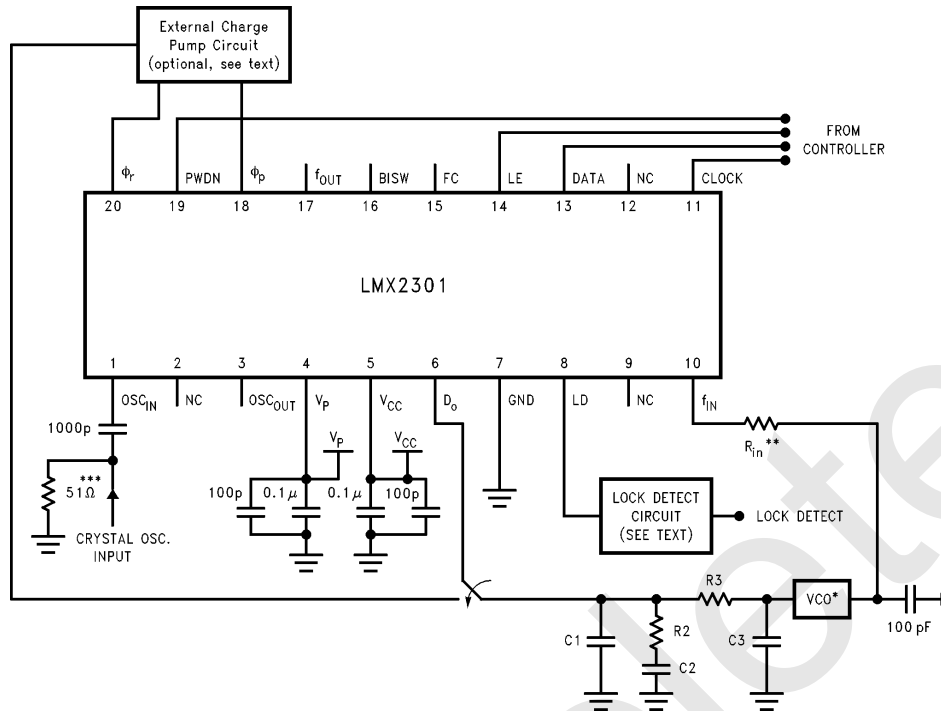 External Charge
Pump Circuit
(optional, see text)
FROM
CONTROLLER
ϕr PWDN ϕp fOUT BISW FC LE DATA NC CLOCK
20 19 18 17 16 15 14 13 12 11
LMX2301
1 2 3 4 5 6 7 8 9 10
OSCIN NC OSCOUT VP VCC Do GND LD NC fIN
1000p
VP VCC
Rin **
51Ω ***
100p 0.1μ 0.1μ 100p
LOCK DETECT
CIRCUIT
(SEE TEXT)
LOCK DETECT
CRYSTAL OSC.
INPUT
R3
VCO*
100 pF
C1 R2 C3
C2